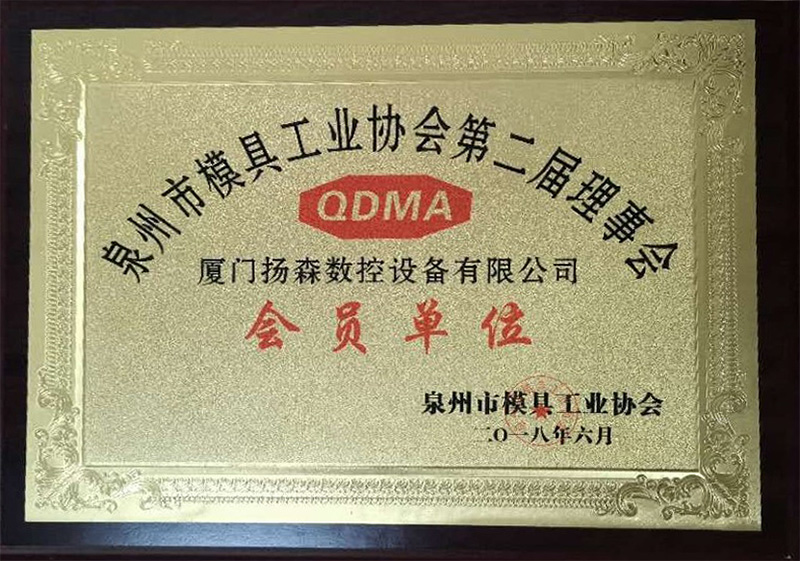 泉州市模具工业协会第二届理事会
QDMA
厦门扬森数控设备有限公司
会员单位
泉州市模具工业协会
二〇一八年六月